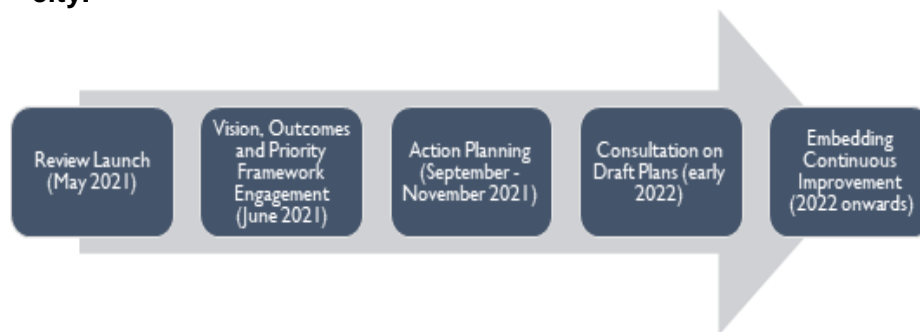 city.
Review Launch
(May 2021)
Vision, Outcomes
and Priority
Framework
Engagement
(June 2021)
Action Planning
(September -
November 2021)
Consultation on
Draft Plans (early
2022)
Embedding
Continuous
Improvement
(2022 onwards)